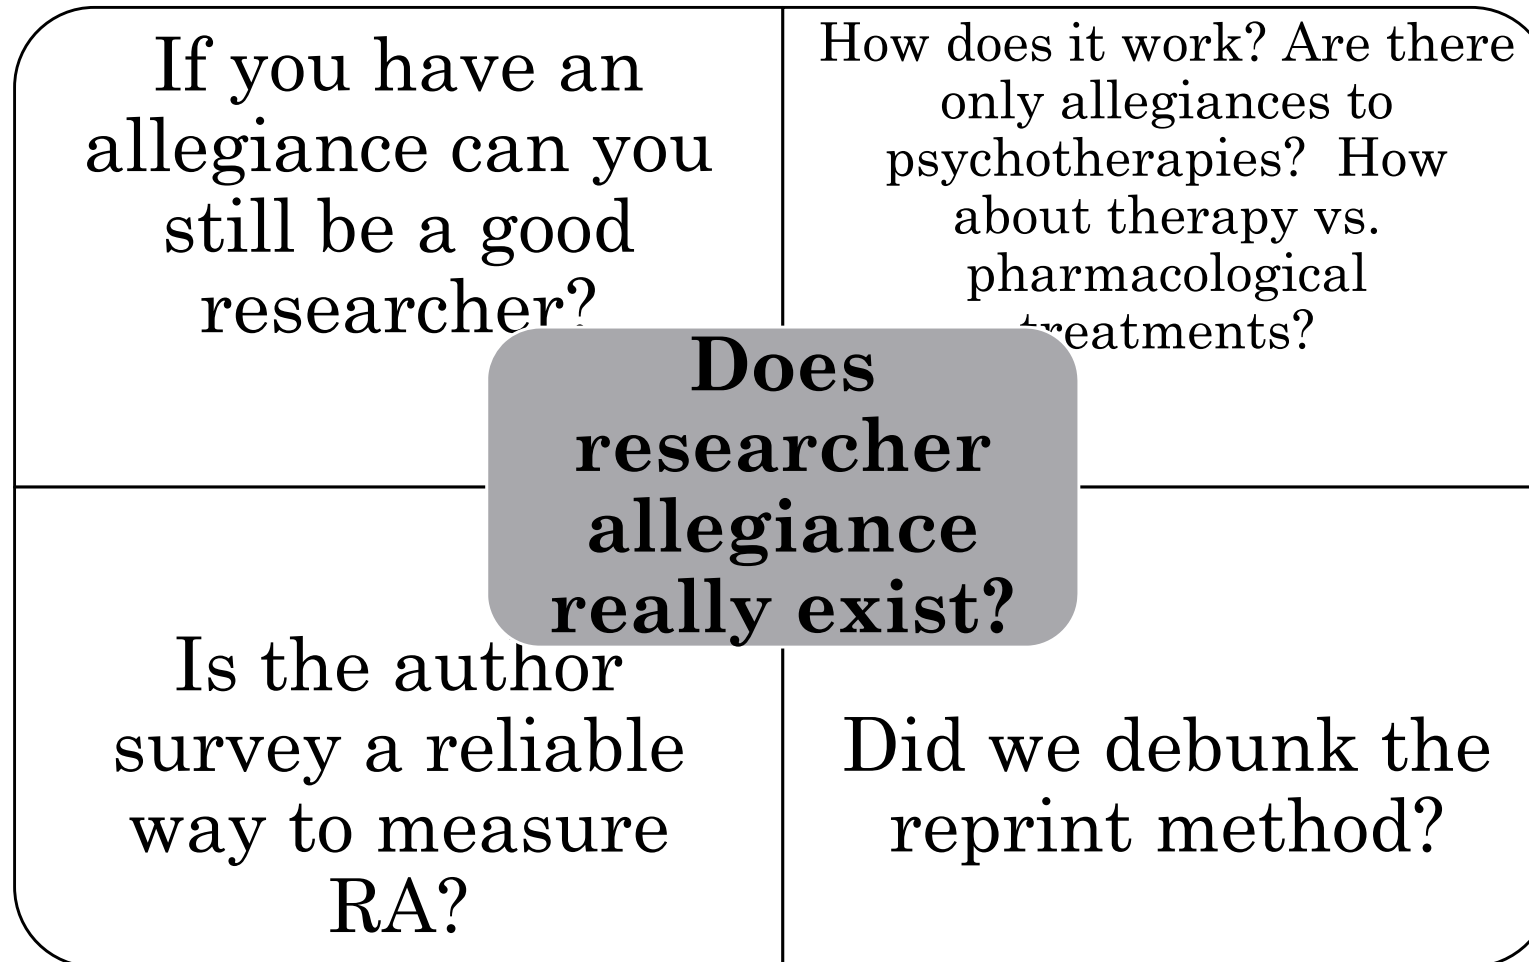 If you have an
allegiance can you
still be a good
researcher?
How does it work? Are there
only allegiances to
psychotherapies?  How
about therapy vs.
pharmacological
treatments?
Does
researcher
allegiance
really exist?
Is the author
survey a reliable
way to measure
RA?
Did we debunk the
reprint method?